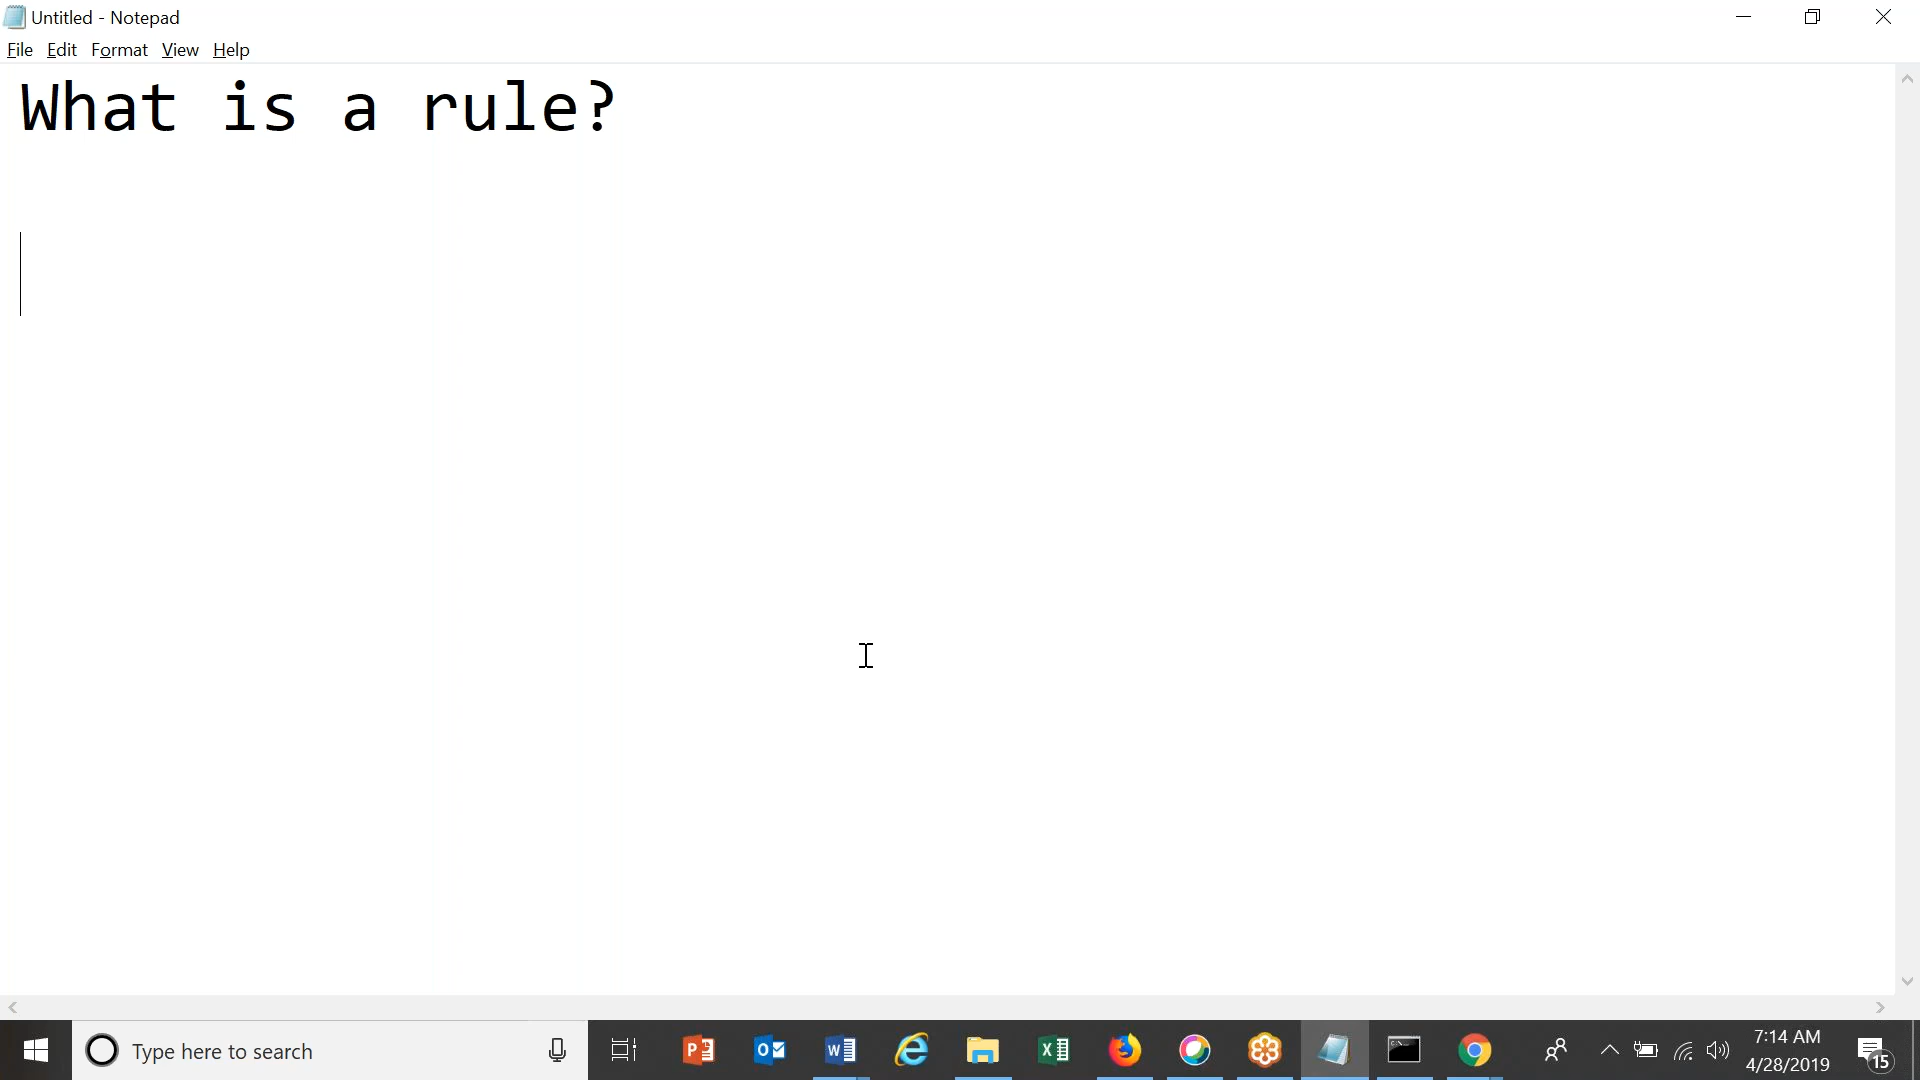 Untitled - Notepad
File Edit Format View Help
What is a rule?
Type here to search
7:14 AM
4/28/2019
15